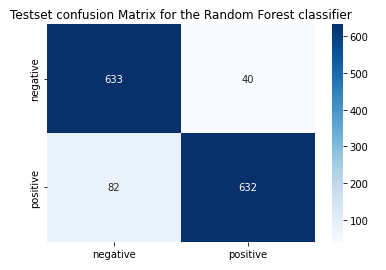 Testset confusion Matrix for the Random Forest classifier
negative
633
40
positive
82
632
negative
positive
600
500
400
300
200
100